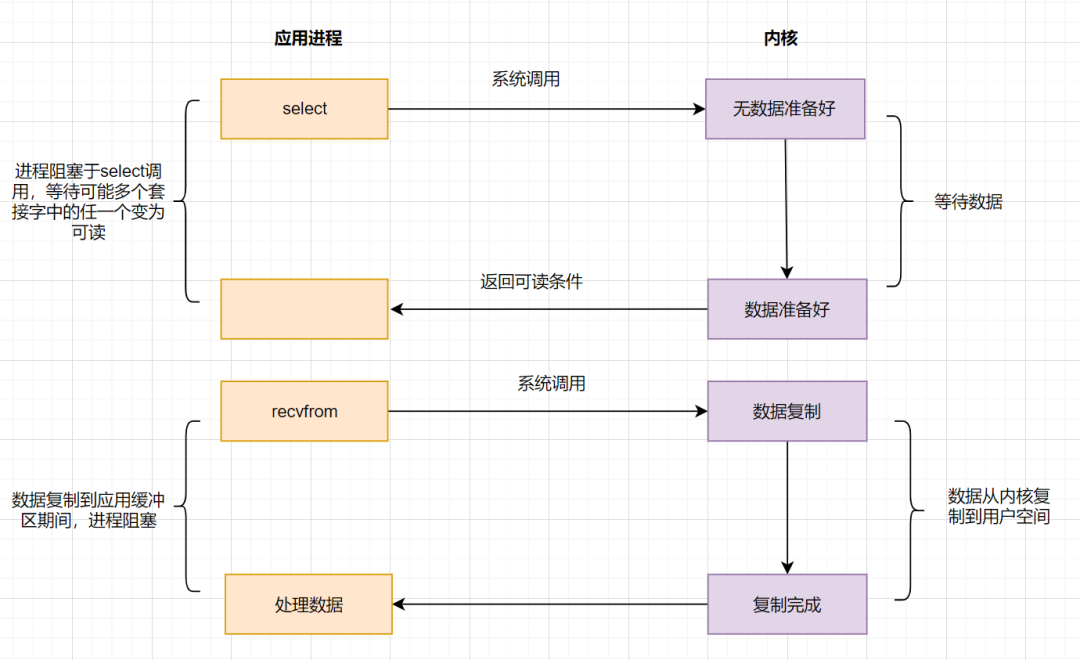 应用进程
内核
系统调用
select
无数据准备好
进程阻塞于select调
用，等待可能多个套
接字中的任一个变为
可读
等待数据
返回可读条件
数据准备好
系统调用
recvfrom
数据复制
数据复制到应用缓冲
区期间，进程阻塞
数据从内核复
制到用户空间
处理数据
复制完成